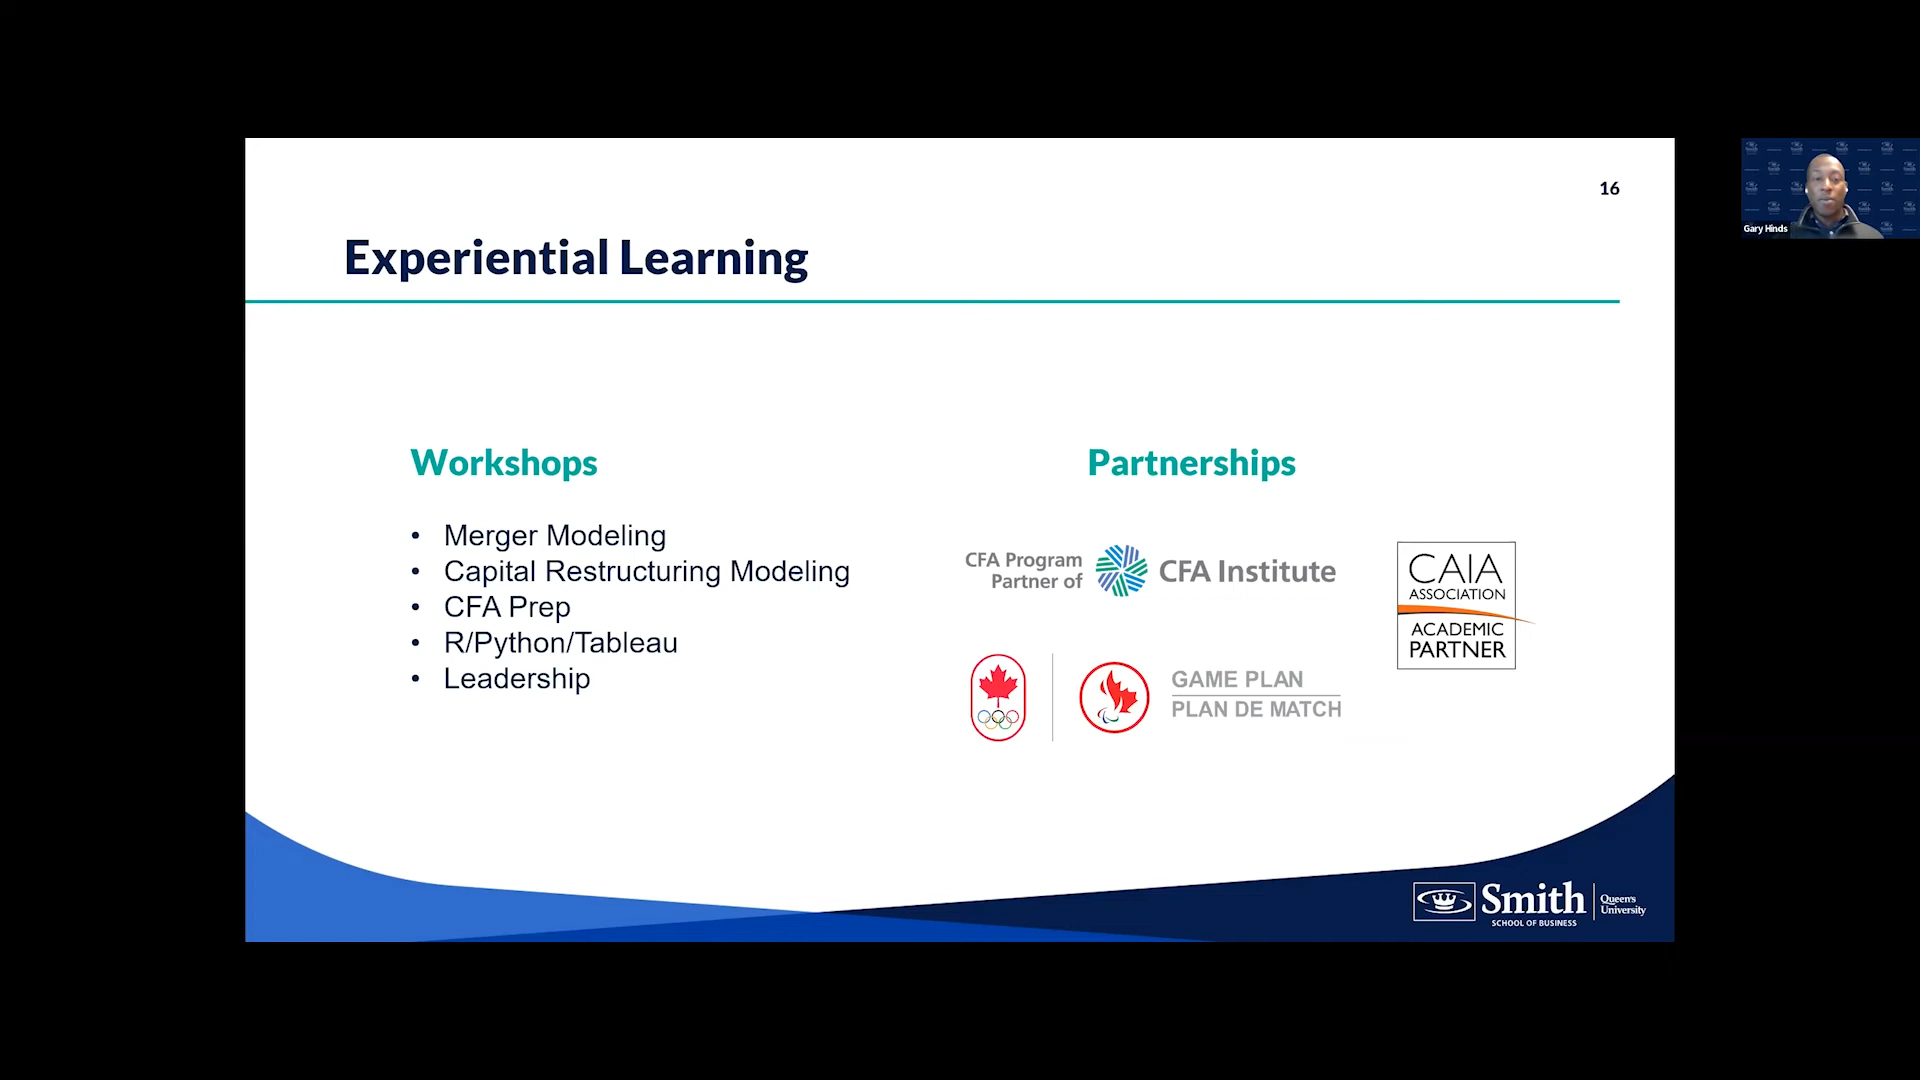 16
Gary Hinds
Experiential Learning
Workshops
• Merger Modeling
• Capital Restructuring Modeling
• CFA Prep
• R/Python/Tableau
• Leadership
Partnerships
CFA Program
Partner of
CFA Institute
CAIA
ASSOCIATION
ACADEMIC
PARTNER
GAME PLAN
PLAN DE MATCH
Smith
SCHOOL OF BUSINESS
Queen's
University